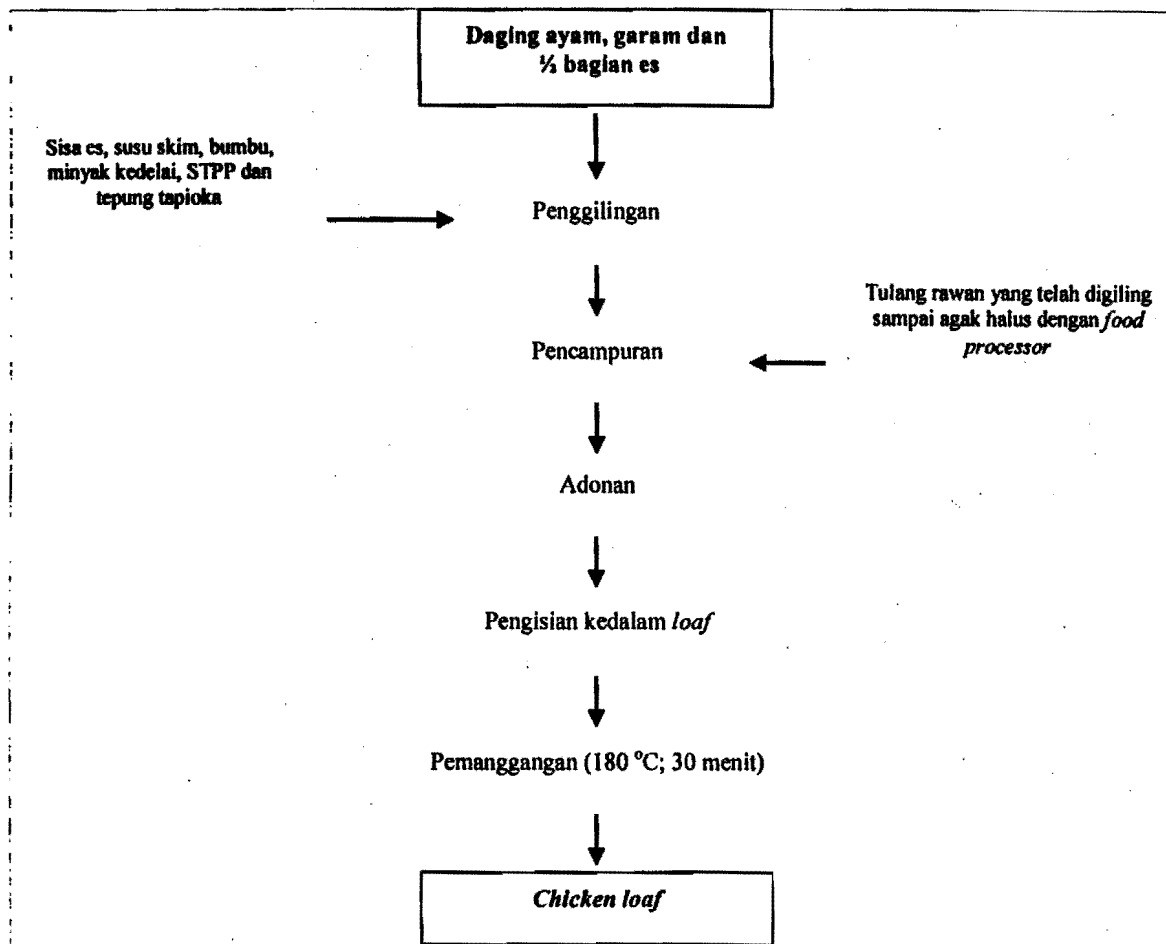 Daging ayam, garam dan
½ bagian es
Sisa es, susu skim, bumbu,
minyak kedelai, STPP dan
tepung tapioka
Penggilingan
Tulang rawan yang telah digiling
sampai agak halus dengan food
processor
Pencampuran
Adonan
Pengisian kedalam loaf
Pemanggangan (180 °C; 30 menit)
Chicken loaf